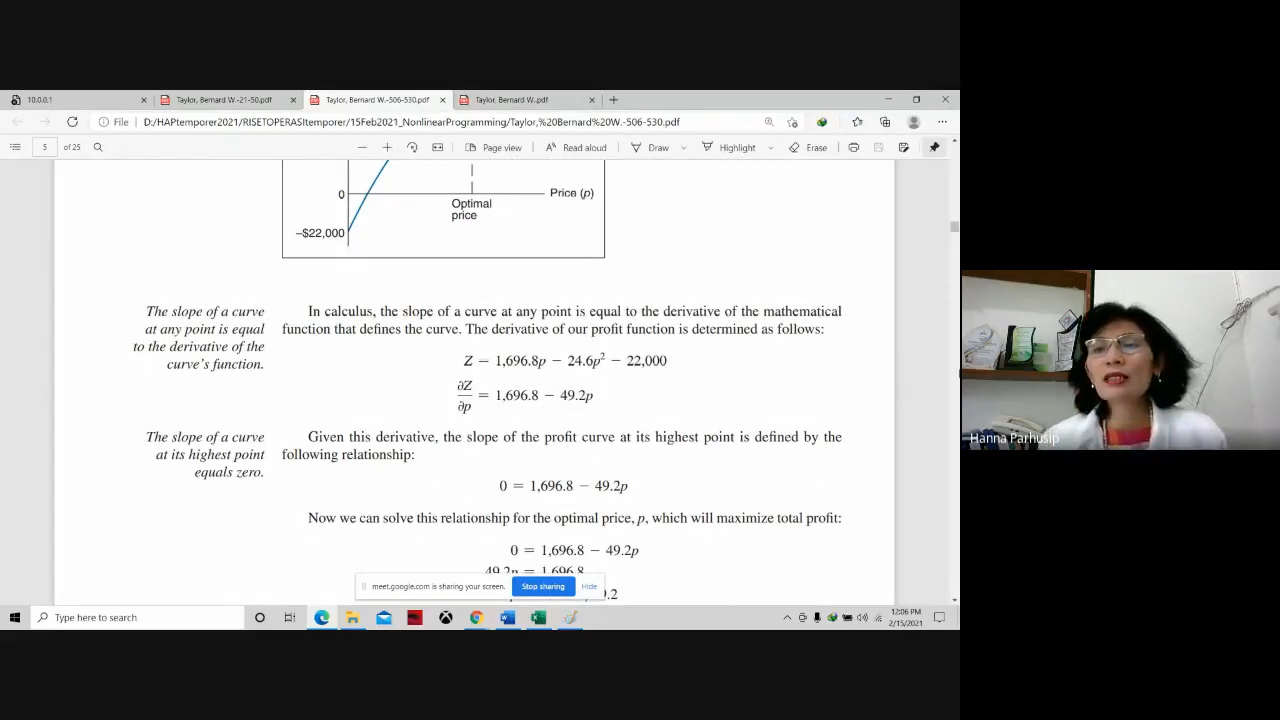 10.0.0.1
Taylor, Bernard W.-21-50.pdf
Taylor, Bernard W.-506-530.pdf
Taylor, Bernard W..pdf
File
D:/HAPtemporer2021/RISETOPERASItemporer/15Feb2021_NonlinearProgramming/Taylor,%20Bernard%20W.-506-530.pdf
5 of 25
Page view
Read aloud
Draw
Highlight
Erase
0
Price (p)
Optimal
price
–$22,000
The slope of a curve
at any point is equal
to the derivative of the
curve's function.
In calculus, the slope of a curve at any point is equal to the derivative of the mathematical
function that defines the curve. The derivative of our profit function is determined as follows:
Z = 1,696.8p − 24.6p² − 22,000
∂Z/∂p = 1,696.8 − 49.2p
The slope of a curve
at its highest point
equals zero.
Given this derivative, the slope of the profit curve at its highest point is defined by the
following relationship:
0 = 1,696.8 − 49.2p
Now we can solve this relationship for the optimal price, p, which will maximize total profit:
0 = 1,696.8 − 49.2p
49.2p = 1,696.8
meet.google.com is sharing your screen.
Stop sharing
Hide
Type here to search
12:06 PM
2/15/2021
Hanna Parhusip